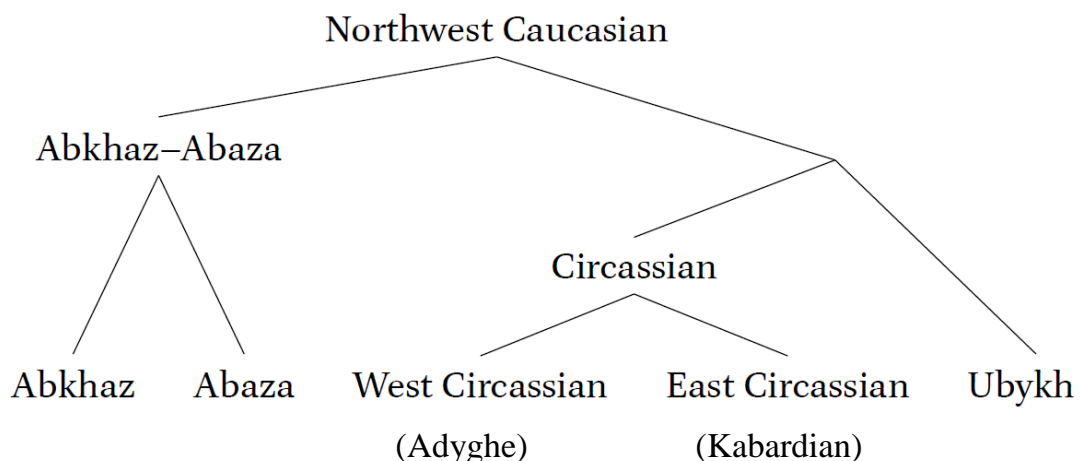 Northwest Caucasian
Abkhaz–Abaza
Circassian
Abkhaz Abaza West Circassian East Circassian Ubykh
(Adyghe) (Kabardian)